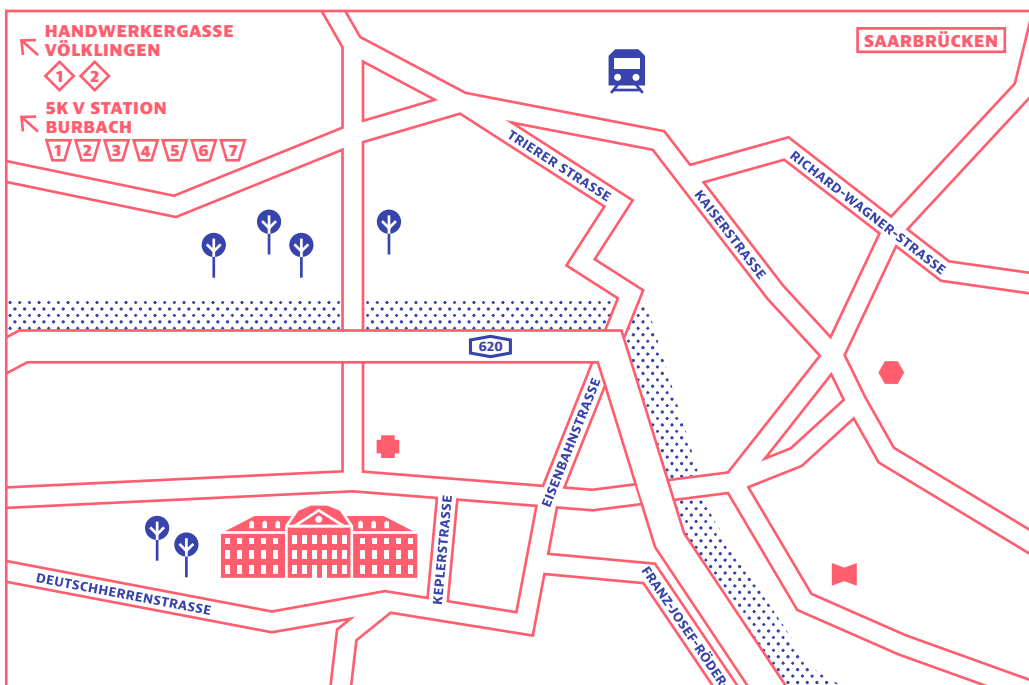 HANDWERKERGASSE
VÖLKLINGEN
1 2
5K V STATION
BURBACH
1 2 3 4 5 6 7
SAARBRÜCKEN
TRIERER STRASSE
RICHARD-WAGNER-STRASSE
KAISERSTRASSE
620
EISENBAHNSTRASSE
KEPLERSTRASSE
DEUTSCHHERRENSTRASSE
FRANZ-JOSEF-RÖDER-